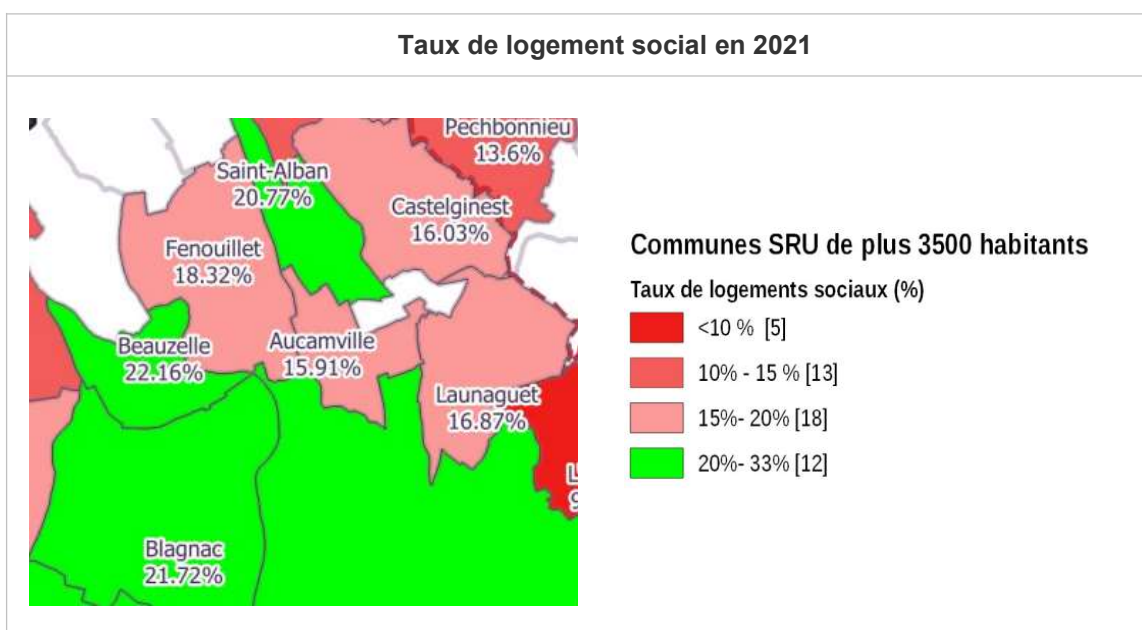 Taux de logement social en 2021
Pechbonnieu
13.6%
Saint-Alban
20.77%
Castelginest
16.03%
Fenouillet
18.32%
Beauzelle
22.16%
Aucamville
15.91%
Launaguet
16.87%
Blagnac
21.72%
Communes SRU de plus 3500 habitants
Taux de logements sociaux (%)
<10 % [5]
10% - 15 % [13]
15%- 20% [18]
20%- 33% [12]